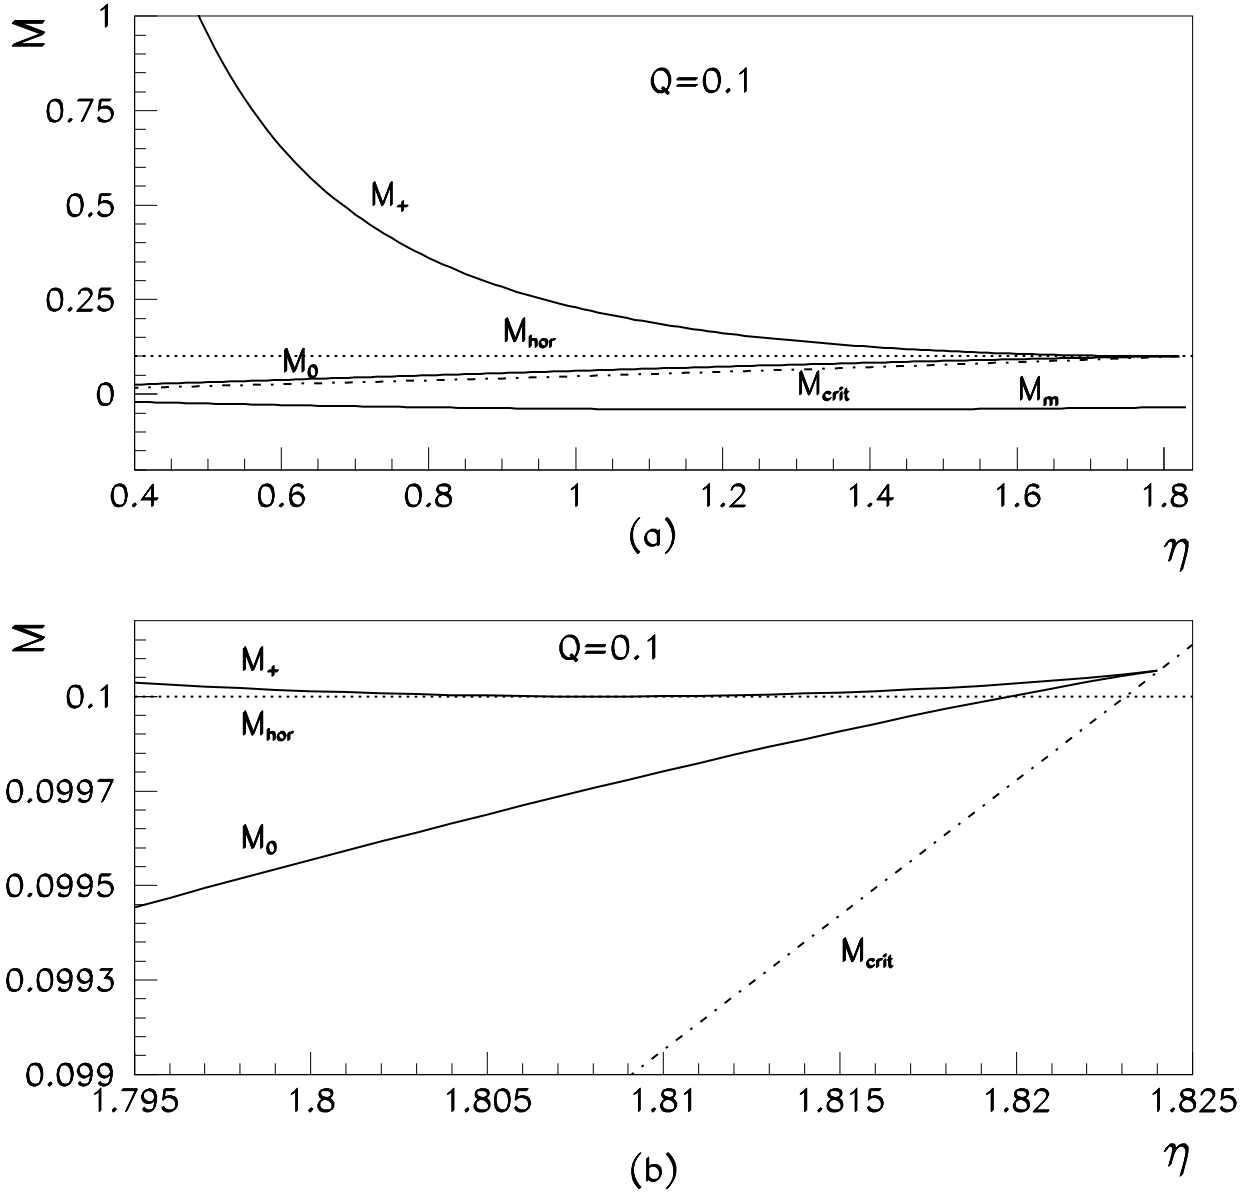 M
1
0.75
0.5
0.25
0
Q=0.1
M+
Mhor
M0
Mcrit
Mm
0.4 0.6 0.8 1 1.2 1.4 1.6 1.8
(a)
η
M
Q=0.1
M+
0.1
Mhor
0.0997
M0
0.0995
Mcrit
0.0993
0.099
1.795 1.8 1.805 1.81 1.815 1.82 1.825
(b)
η